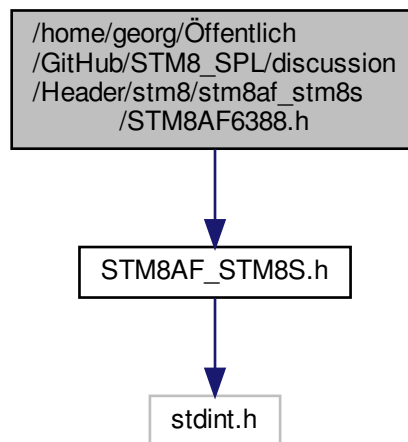 /home/georg/Öffentlich
/GitHub/STM8_SPL/discussion
/Header/stm8/stm8af_stm8s
/STM8AF6388.h
STM8AF_STM8S.h
stdint.h